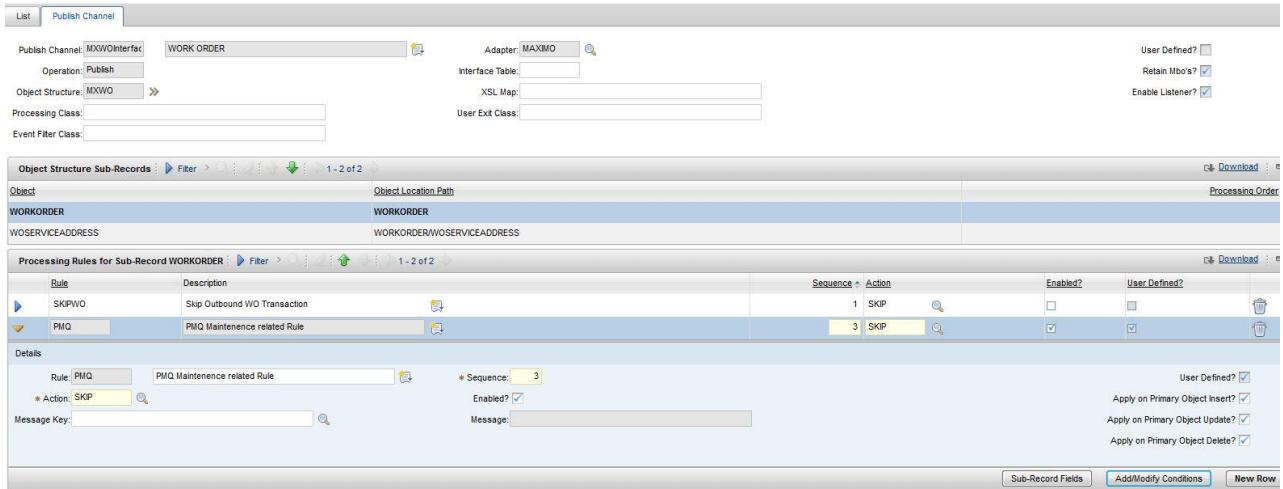 List Publish Channel
Publish Channel: MXWOInterfac WORK ORDER Adapter: MAXIMO User Defined?
Operation: Publish Interface Table: Retain Mbo's?
Object Structure: MXWO XSL Map: Enable Listener?
Processing Class: User Exit Class:
Event Filter Class:
Object Structure Sub-Records Filter 1 - 2 of 2 Download
Object Object Location Path Processing Order
WORKORDER WORKORDER
WOSERVICEADDRESS WORKORDER/WOSERVICEADDRESS
Processing Rules for Sub-Record WORKORDER Filter 1 - 2 of 2 Download
Rule Description Sequence Action Enabled? User Defined?
SKIPWO Skip Outbound WO Transaction 1 SKIP
PMQ PMQ Maintenence related Rule 3 SKIP
Details
Rule: PMQ PMQ Maintenence related Rule * Sequence: 3 User Defined?
* Action: SKIP Enabled? Apply on Primary Object Insert?
Message Key: Message: Apply on Primary Object Update?
Apply on Primary Object Delete?
Sub-Record Fields Add/Modify Conditions New Row